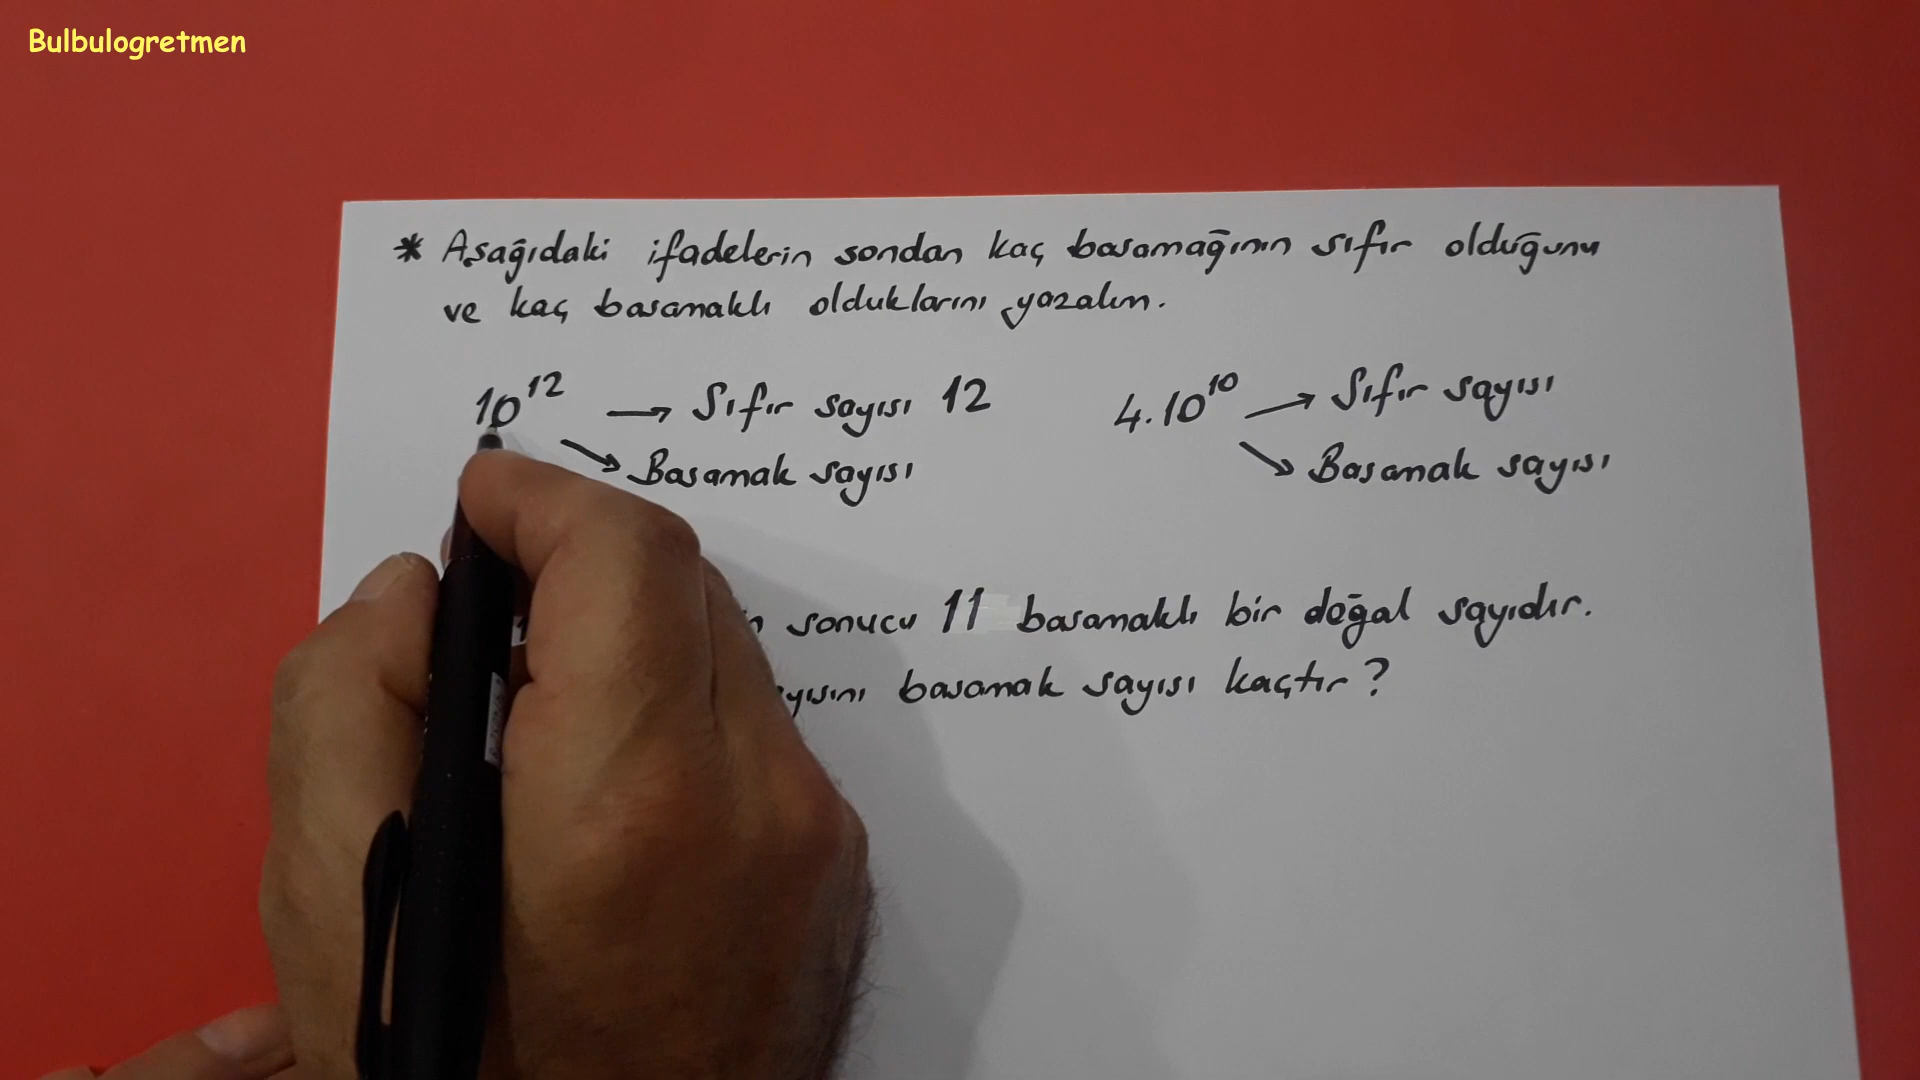 Bulbulogretmen
* Aşağıdaki ifadelerin sondan kaç basamağının sıfır olduğunu
ve kaç basamaklı olduklarını yazalım.
10^12 → Sıfır sayısı 12
↘ Basamak sayısı
4.10^10 → Sıfır sayısı
↘ Basamak sayısı
sonucu 11 basamaklı bir doğal sayıdır.
basamak sayısı kaçtır?